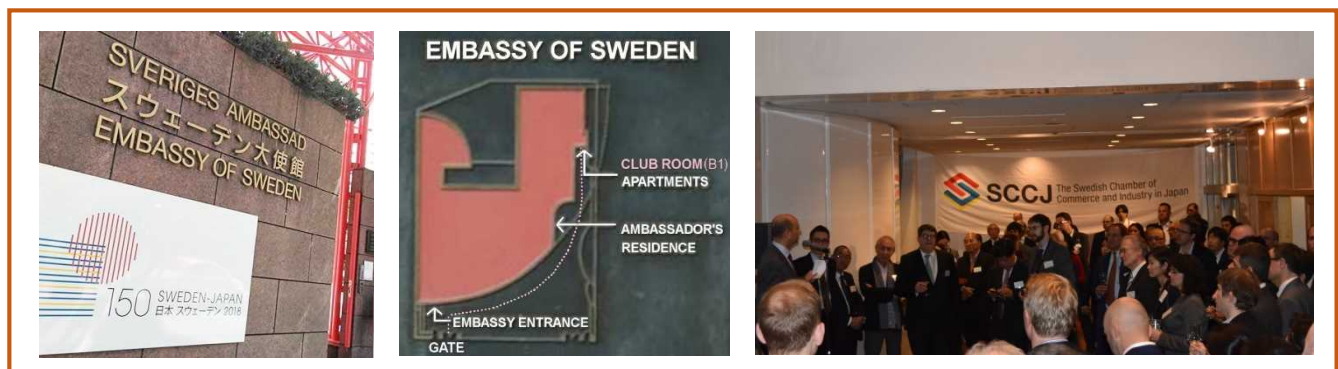 SVERIGES AMBASSAD
スウェーデン大使館
EMBASSY OF SWEDEN
150 SWEDEN-JAPAN
日本 スウェーデン 2018
EMBASSY OF SWEDEN
CLUB ROOM (B1)
APARTMENTS
AMBASSADOR'S
RESIDENCE
EMBASSY ENTRANCE
GATE
SCCJ The Swedish Chamber of
Commerce and Industry in Japan